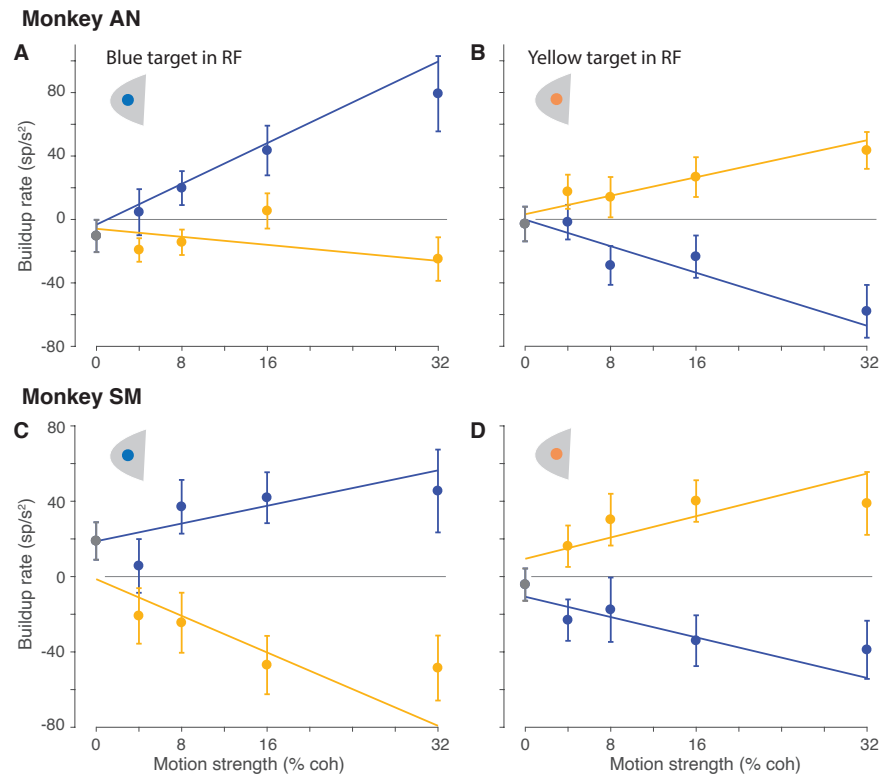 Monkey AN
A
Blue target in RF
B
Yellow target in RF
Buildup rate (sp/s²)
80
40
0
-40
-80
0
8
16
32
0
8
16
32
Monkey SM
C
D
Buildup rate (sp/s²)
80
40
0
-40
-80
0
8
16
32
0
8
16
32
Motion strength (% coh)
Motion strength (% coh)